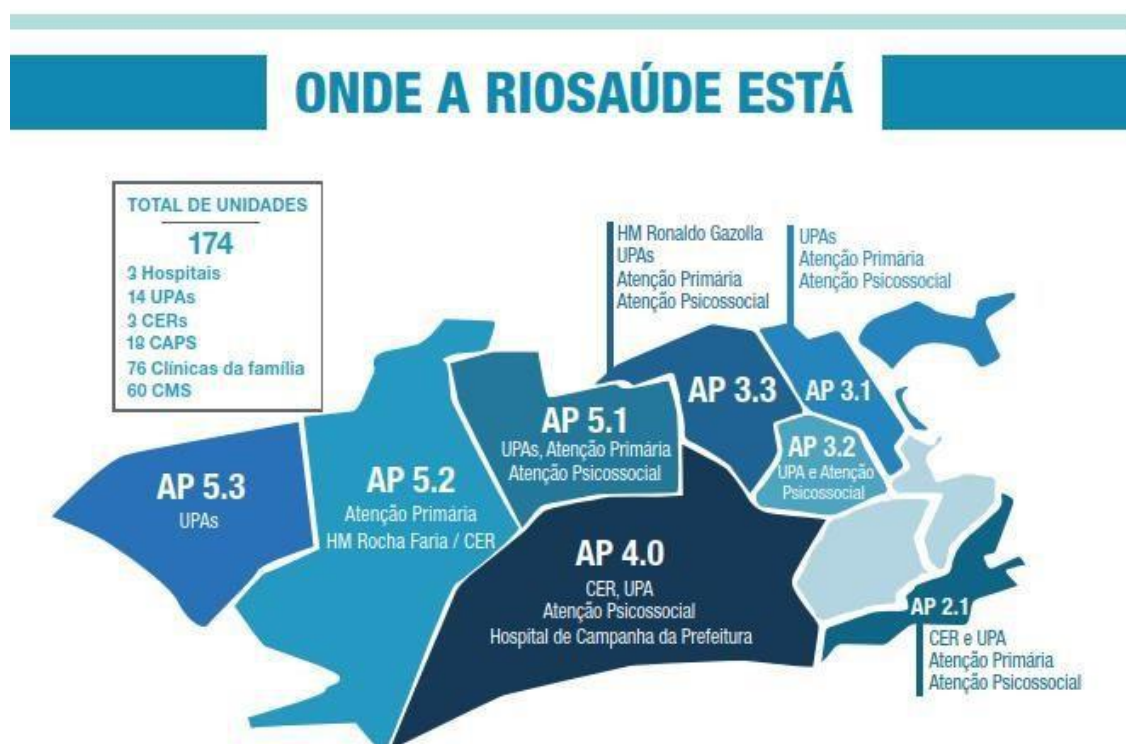 ONDE A RIOSAÚDE ESTÁ
TOTAL DE UNIDADES
174
3 Hospitais
14 UPAs
3 CERs
18 CAPS
76 Clínicas da família
60 CMS
HM Ronaldo Gazolla
UPAs
Atenção Primária
Atenção Psicossocial
UPAs
Atenção Primária
Atenção Psicossocial
AP 3.3
AP 3.1
AP 5.1
UPAs, Atenção Primária
Atenção Psicossocial
AP 3.2
UPA e Atenção
Psicossocial
AP 5.3
UPAs
AP 5.2
Atenção Primária
HM Rocha Faria / CER
AP 4.0
CER, UPA
Atenção Psicossocial
Hospital de Campanha da Prefeitura
AP 2.1
CER e UPA
Atenção Primária
Atenção Psicossocial